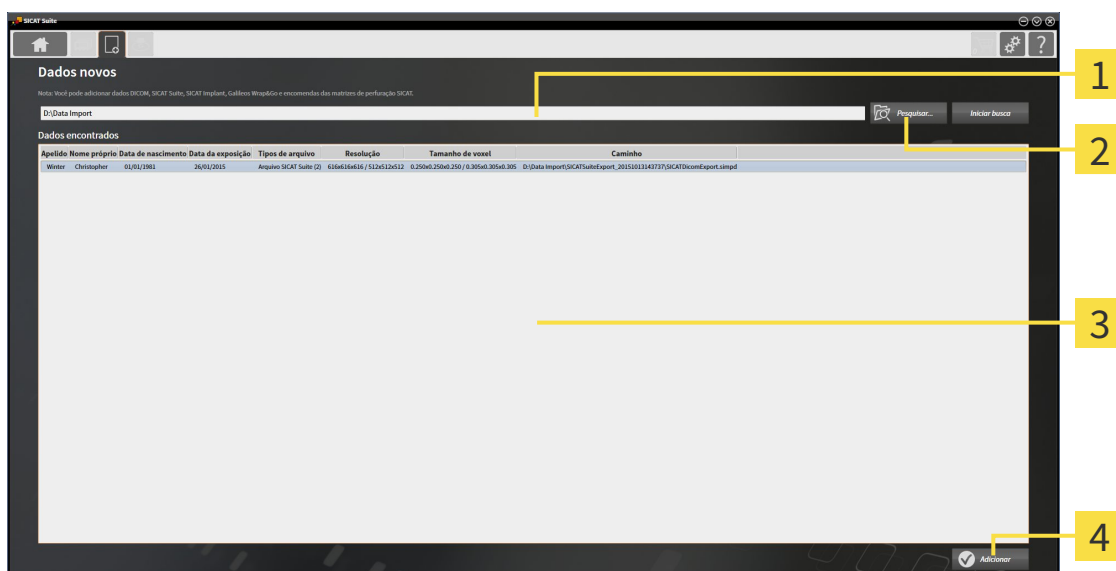 SICAT Suite
?
Dados novos
Nota: Você pode adicionar dados DICOM, SICAT Suite, SICAT Implant, Galileos Wrap&Go e encomendas das matrizes de perfuração SICAT.
D:\Data Import
Pesquisar...
Iniciar busca
Dados encontrados
Apelido Nome próprio Data de nascimento Data da exposição Tipos de arquivo Resolução Tamanho de voxel Caminho
Winter Christopher 01/01/1981 26/01/2015 Arquivo SICAT Suite (2) 616x616x616 / 512x512x512 0.250x0.250x0.250 / 0.305x0.305x0.305 D:\Data Import\SICATSuiteExport_20151013143737\SICATDicomExport.simpd
Adicionar
1
2
3
4